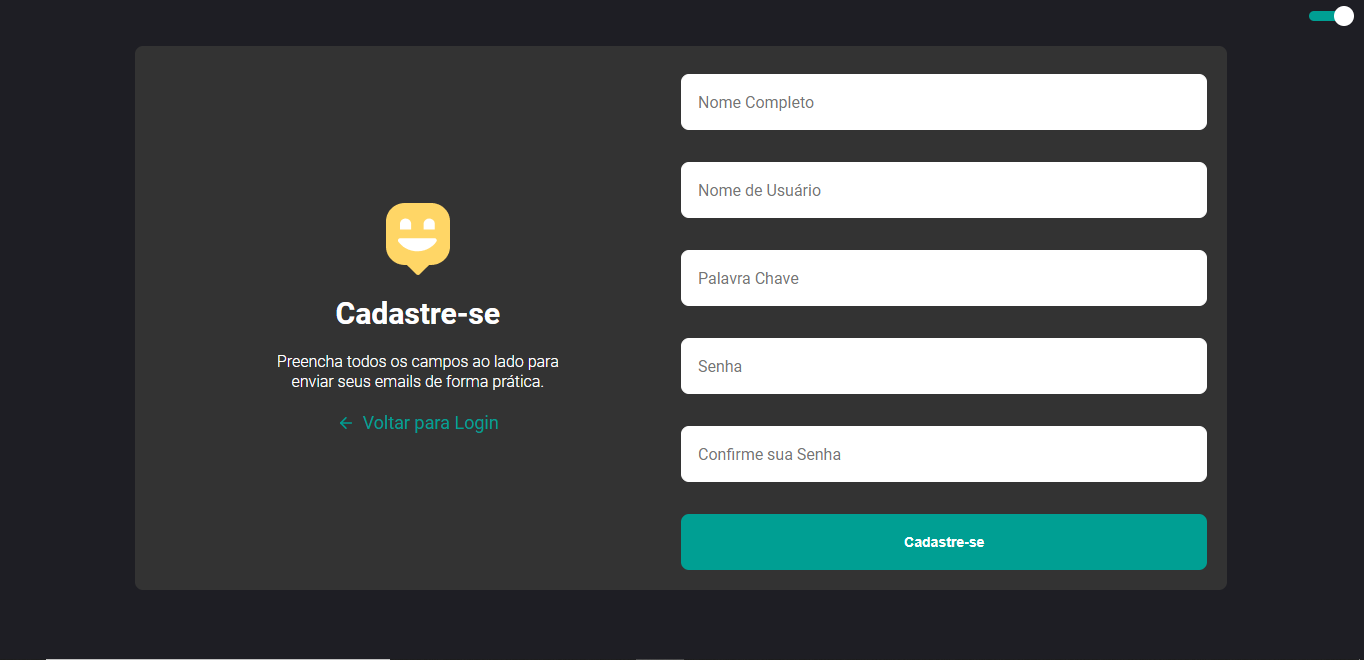 Cadastre-se
Preencha todos os campos ao lado para
enviar seus emails de forma prática.
← Voltar para Login
Nome Completo
Nome de Usuário
Palavra Chave
Senha
Confirme sua Senha
Cadastre-se